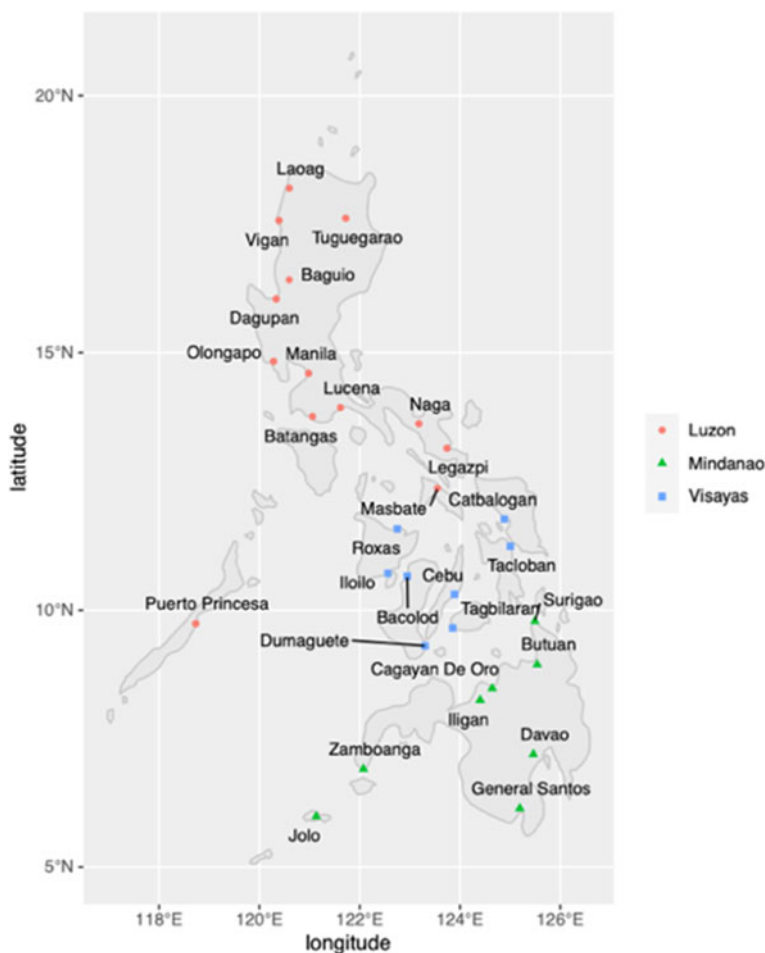 20°N
Laoag
Vigan
Tuguegarao
Baguio
Dagupan
15°N
Olongapo
Manila
Lucena
Naga
Batangas
Legazpi
Masbate
Catbalogan
Roxas
Tacloban
Iloilo
Cebu
Surigao
10°N
Puerto Princesa
Bacolod
Tagbilaran
Dumaguete
Butuan
Cagayan De Oro
Iligan
Zamboanga
Davao
General Santos
Jolo
5°N
118°E
120°E
122°E
124°E
126°E
longitude
latitude
Luzon
Mindanao
Visayas